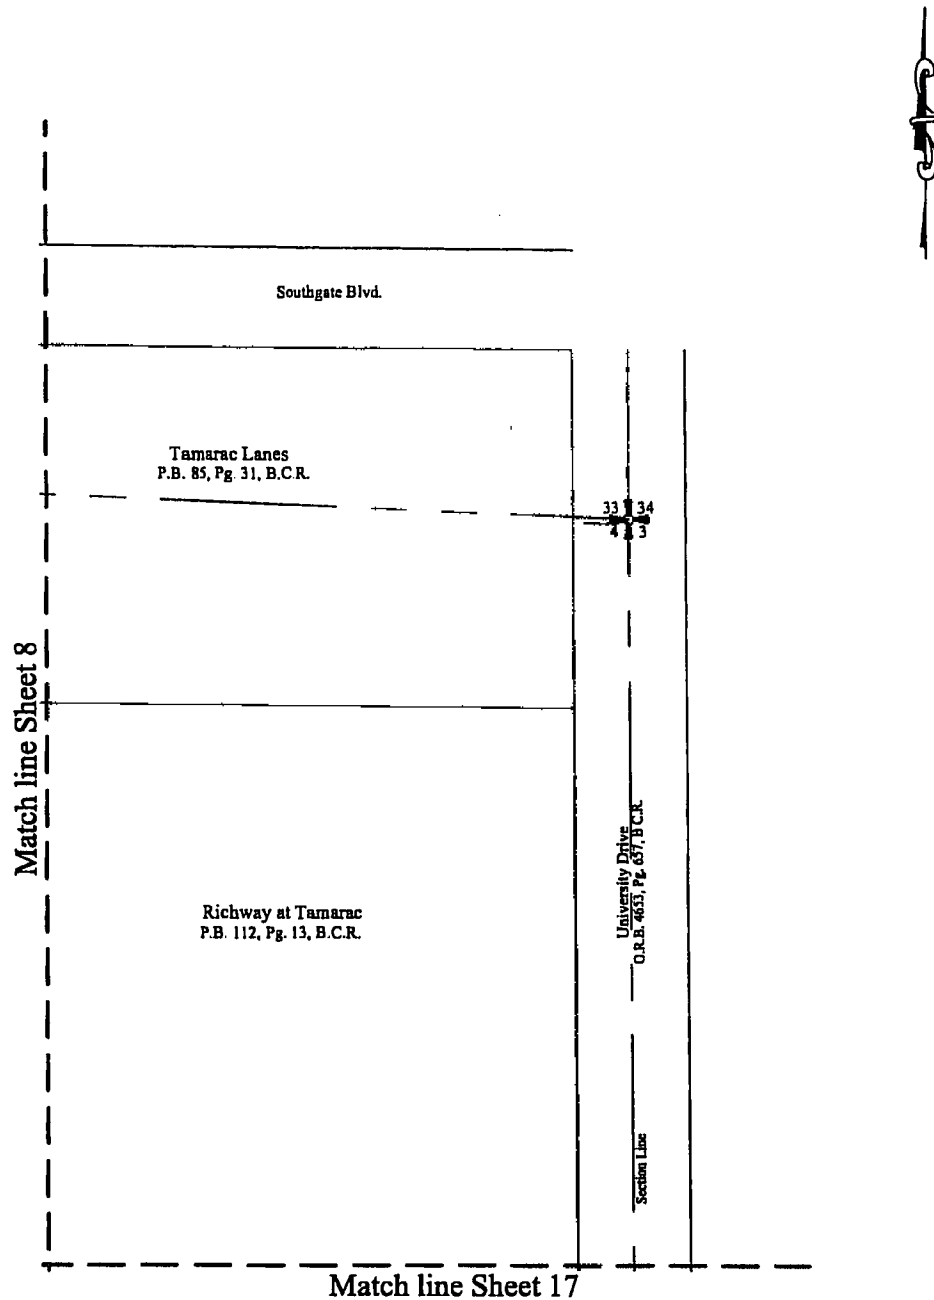 Southgate Blvd.
Tamarac Lanes
P.B. 85, Pg. 31, B.C.R.
33 34
4 3
Match line Sheet 8
University Drive
O.R.B. 4653, Pg. 637, B.C.R.
Richway at Tamarac
P.B. 112, Pg. 13, B.C.R.
Section Line
Match line Sheet 17